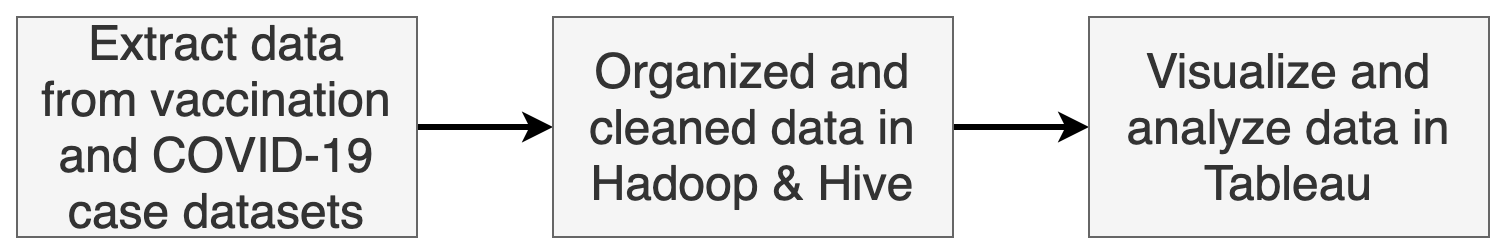 Extract data
from vaccination
and COVID-19
case datasets
Organized and
cleaned data in
Hadoop & Hive
Visualize and
analyze data in
Tableau